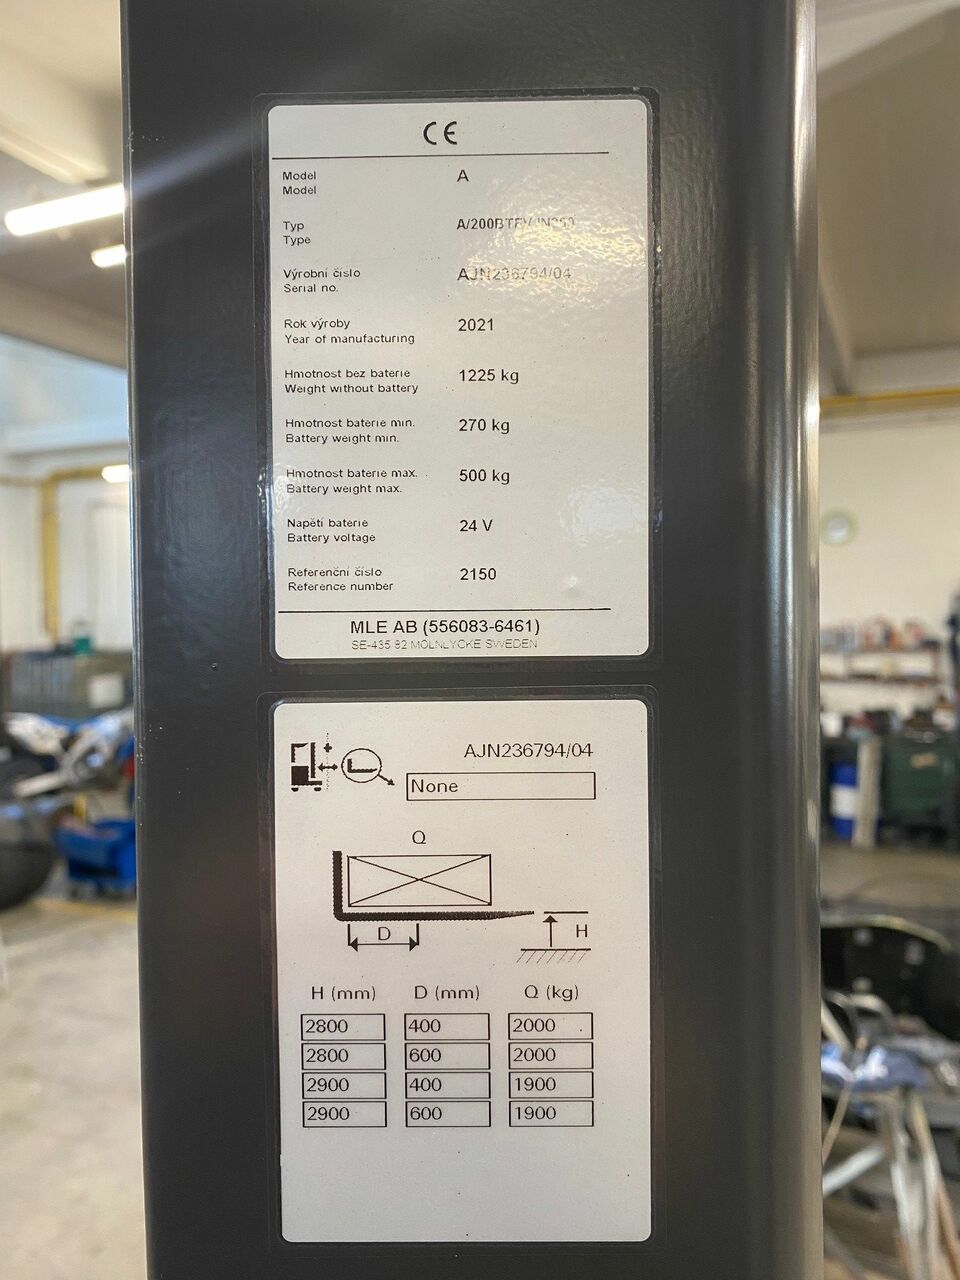 CE
Model A
Model
Typ
Type
Výrobní číslo AJN236794/04
Serial no.
Rok výroby 2021
Year of manufacturing
Hmotnost bez baterie 1225 kg
Weight without battery
Hmotnost baterie min. 270 kg
Battery weight min.
Hmotnost baterie max. 500 kg
Battery weight max.
Napětí baterie 24 V
Battery voltage
Referenční číslo 2150
Reference number
MLE AB (556083-6461)
SE-435 82 MÖLNLYCKE SWEDEN
AJN236794/04
None
Q
D
H
H (mm) D (mm) Q (kg)
2800 400 2000
2800 600 2000
2900 400 1900
2900 600 1900